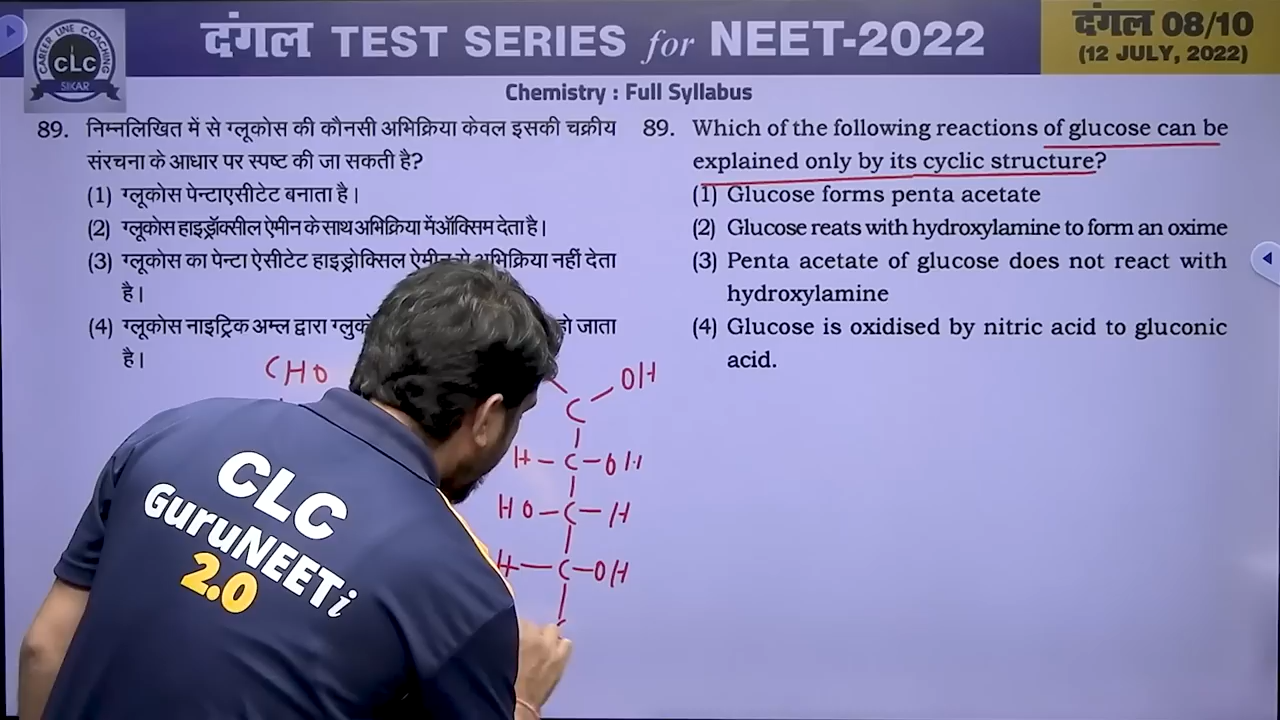 CAREER LINE COACHING
CLC
SIKAR
दंगल TEST SERIES for NEET-2022
दंगल 08/10
(12 JULY, 2022)
Chemistry : Full Syllabus
89. निम्नलिखित में से ग्लूकोस की कौनसी अभिक्रिया केवल इसकी चक्रीय
संरचना के आधार पर स्पष्ट की जा सकती है?
(1) ग्लूकोस पेन्टाएसीटेट बनाता है।
(2) ग्लूकोस हाइड्रॉक्सील ऐमीन के साथ अभिक्रिया में ऑक्सिम देता है।
(3) ग्लूकोस का पेन्टा ऐसीटेट हाइड्रोक्सिल ऐमीन से अभिक्रिया नहीं देता
है।
(4) ग्लूकोस नाइट्रिक अम्ल द्वारा हो जाता
है।
89. Which of the following reactions of glucose can be
explained only by its cyclic structure?
(1) Glucose forms penta acetate
(2) Glucose reats with hydroxylamine to form an oxime
(3) Penta acetate of glucose does not react with
hydroxylamine
(4) Glucose is oxidised by nitric acid to gluconic
acid.
CHO
OH
C
H – C – OH
HO – C – H
H – C – OH
CLC
GuruNEETi
2.0